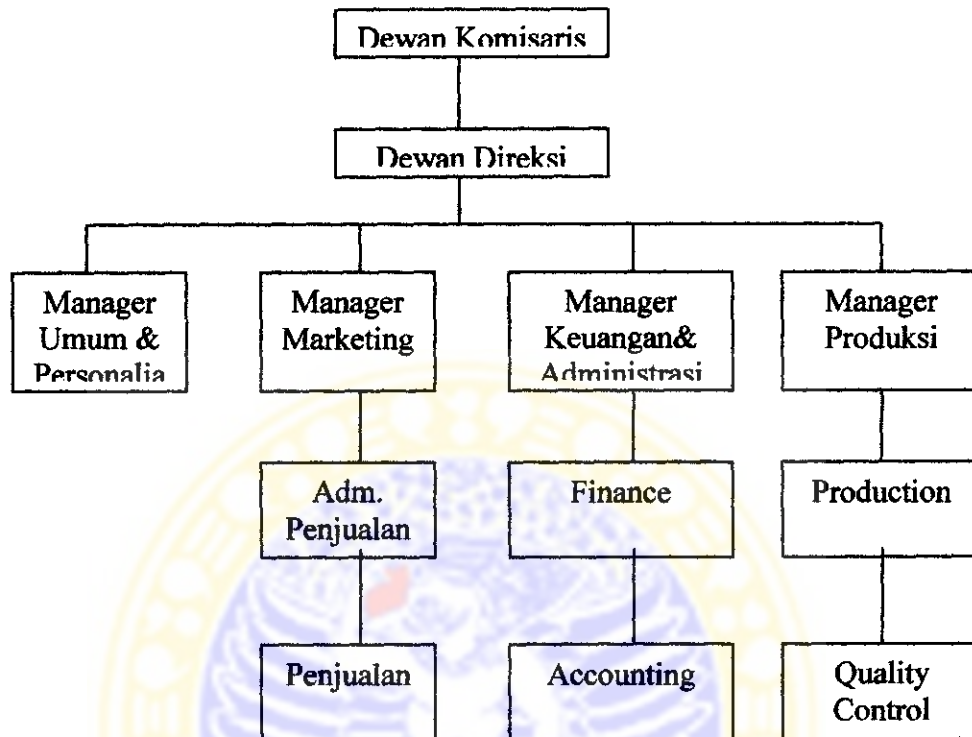 Dewan Komisaris
Dewan Direksi
Manager
Umum &
Personalia
Manager
Marketing
Manager
Keuangan&
Administrasi
Manager
Produksi
Adm.
Penjualan
Finance
Production
Penjualan
Accounting
Quality
Control